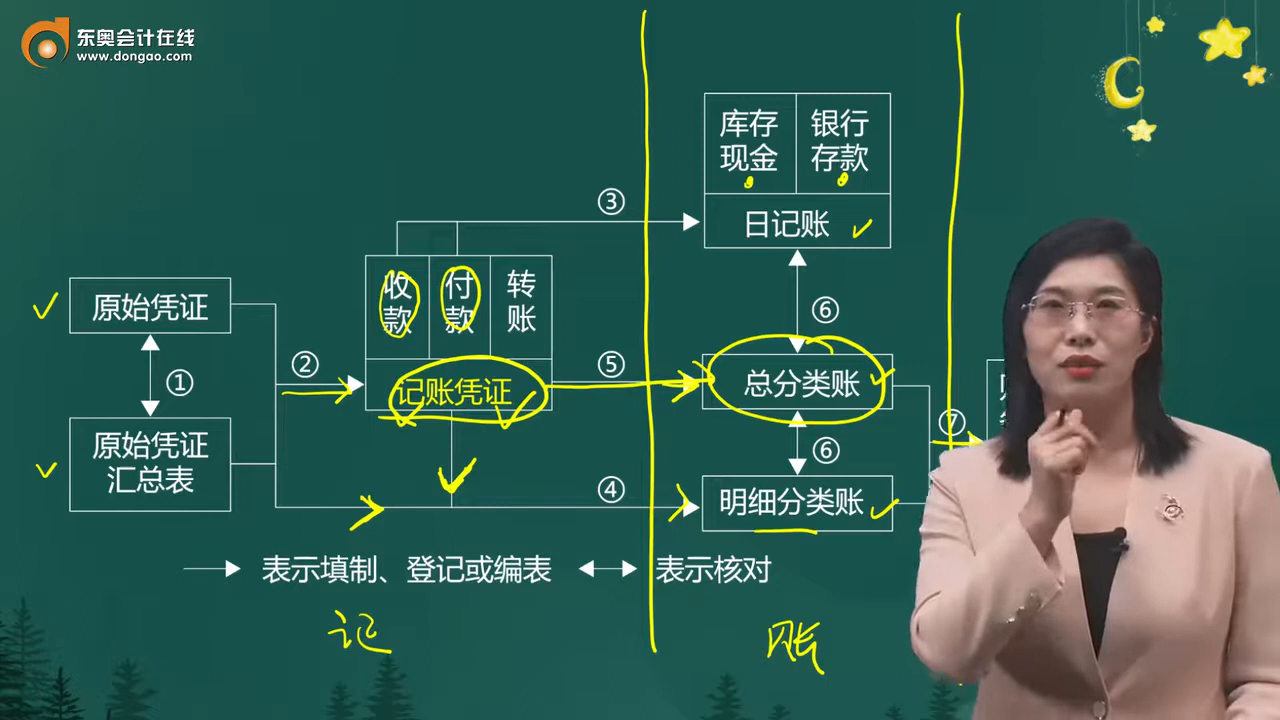 东奥会计在线
www.dongao.com
库存
现金
银行
存款
日记账
③
收
款
付
款
转
账
记账凭证
原始凭证
①
原始凭证
汇总表
②
⑤
⑥
总分类账
⑥
⑦
④
明细分类账
表示填制、登记或编表
表示核对
记
账